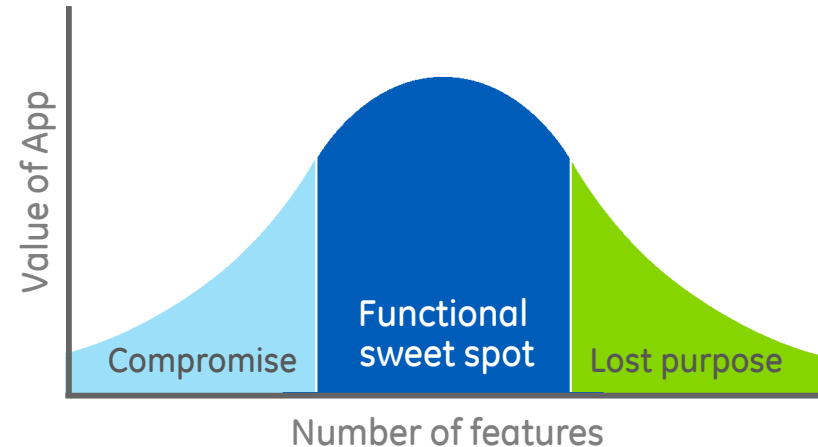 Value of App
Compromise
Functional
sweet spot
Lost purpose
Number of features